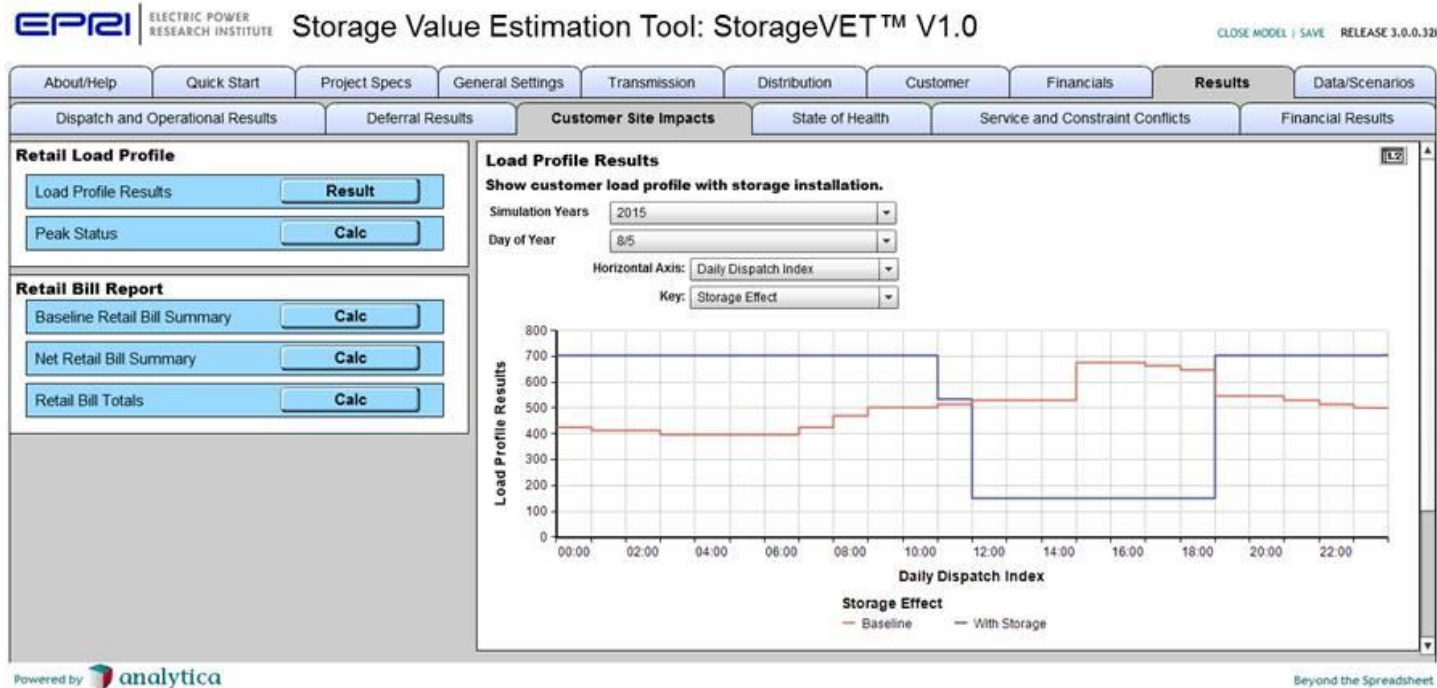 EPRI ELECTRIC POWER RESEARCH INSTITUTE Storage Value Estimation Tool: StorageVET™ V1.0
CLOSE MODEL | SAVE RELEASE 3.0.0.32
About/Help Quick Start Project Specs General Settings Transmission Distribution Customer Financials Results Data/Scenarios
Dispatch and Operational Results Deferral Results Customer Site Impacts State of Health Service and Constraint Conflicts Financial Results
Retail Load Profile
Load Profile Results Result
Peak Status Calc
Retail Bill Report
Baseline Retail Bill Summary Calc
Net Retail Bill Summary Calc
Retail Bill Totals Calc
Load Profile Results
Show customer load profile with storage installation.
Simulation Years 2015
Day of Year 8/5
Horizontal Axis: Daily Dispatch Index
Key: Storage Effect
Load Profile Results
800
700
600
500
400
300
200
100
0
00:00 02:00 04:00 06:00 08:00 10:00 12:00 14:00 16:00 18:00 20:00 22:00
Daily Dispatch Index
Storage Effect
Baseline With Storage
Powered by analytica
Beyond the Spreadsheet